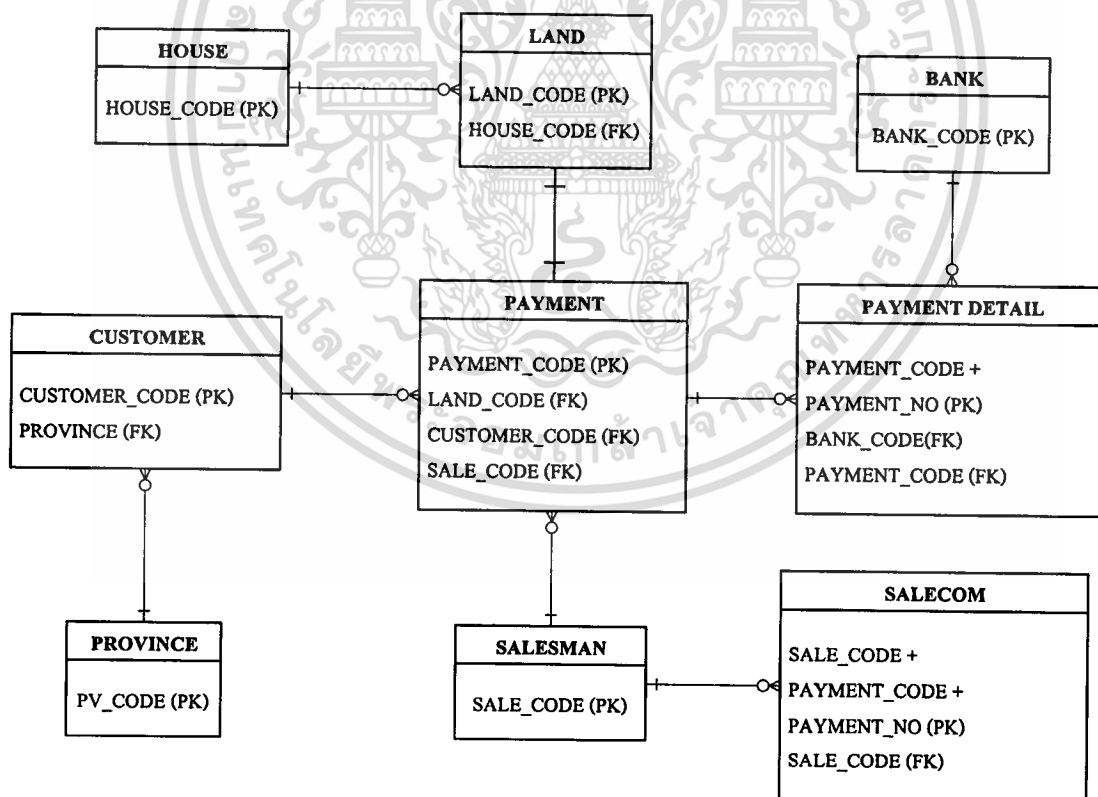 HOUSE
HOUSE_CODE (PK)
LAND
LAND_CODE (PK)
HOUSE_CODE (FK)
BANK
BANK_CODE (PK)
CUSTOMER
CUSTOMER_CODE (PK)
PROVINCE (FK)
PAYMENT
PAYMENT_CODE (PK)
LAND_CODE (FK)
CUSTOMER_CODE (FK)
SALE_CODE (FK)
PAYMENT DETAIL
PAYMENT_CODE +
PAYMENT_NO (PK)
BANK_CODE(FK)
PAYMENT_CODE (FK)
PROVINCE
PV_CODE (PK)
SALESMAN
SALE_CODE (PK)
SALECOM
SALE_CODE +
PAYMENT_CODE +
PAYMENT_NO (PK)
SALE_CODE (FK)